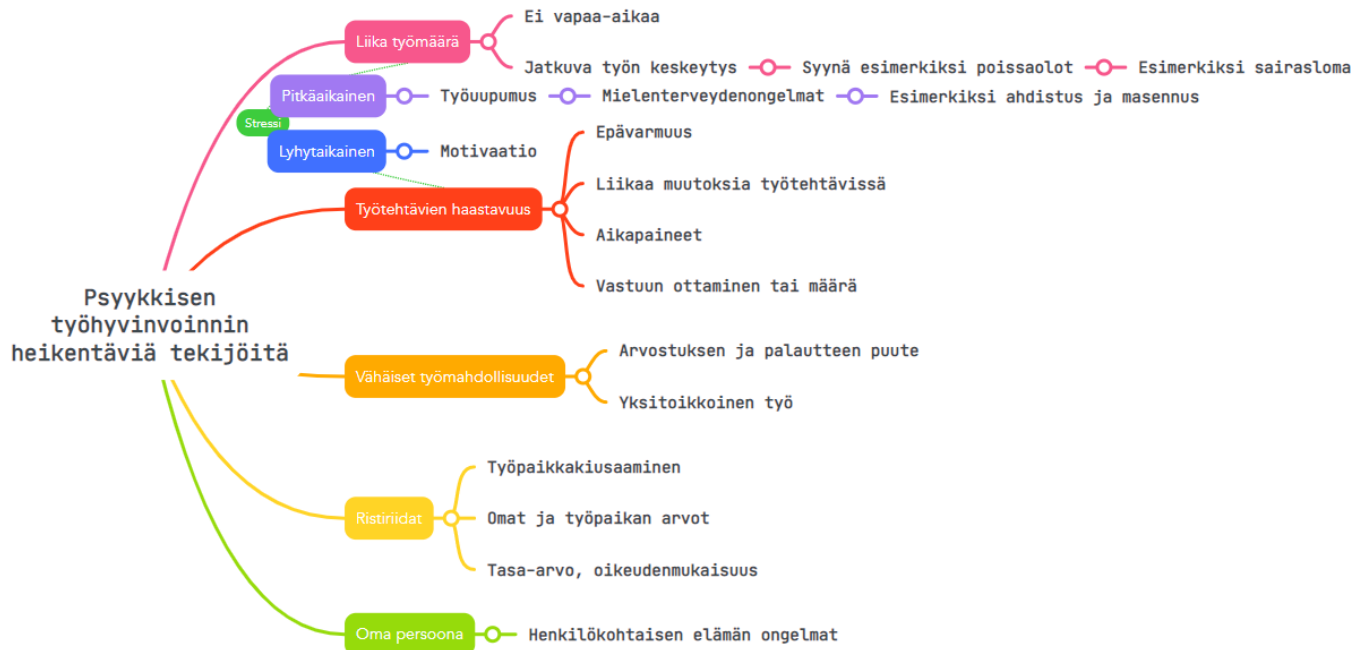 Ei vapaa-aikaa
Liika työmäärä
Jatkuva työn keskeytys
Syynä esimerkiksi poissaolot
Esimerkiksi sairasloma
Pitkäaikainen
Työuupumus
Mielenterveydenongelmat
Esimerkiksi ahdistus ja masennus
Stressi
Lyhytaikainen
Motivaatio
Epävarmuus
Liikaa muutoksia työtehtävissä
Työtehtävien haastavuus
Aikapaineet
Vastuun ottaminen tai määrä
Psyykkisen
työhyvinvoinnin
heikentäviä tekijöitä
Arvostuksen ja palautteen puute
Vähäiset työmahdollisuudet
Yksitoikkoinen työ
Työpaikkakiusaaminen
Ristiriidat
Omat ja työpaikan arvot
Tasa-arvo, oikeudenmukaisuus
Oma persoona
Henkilökohtaisen elämän ongelmat